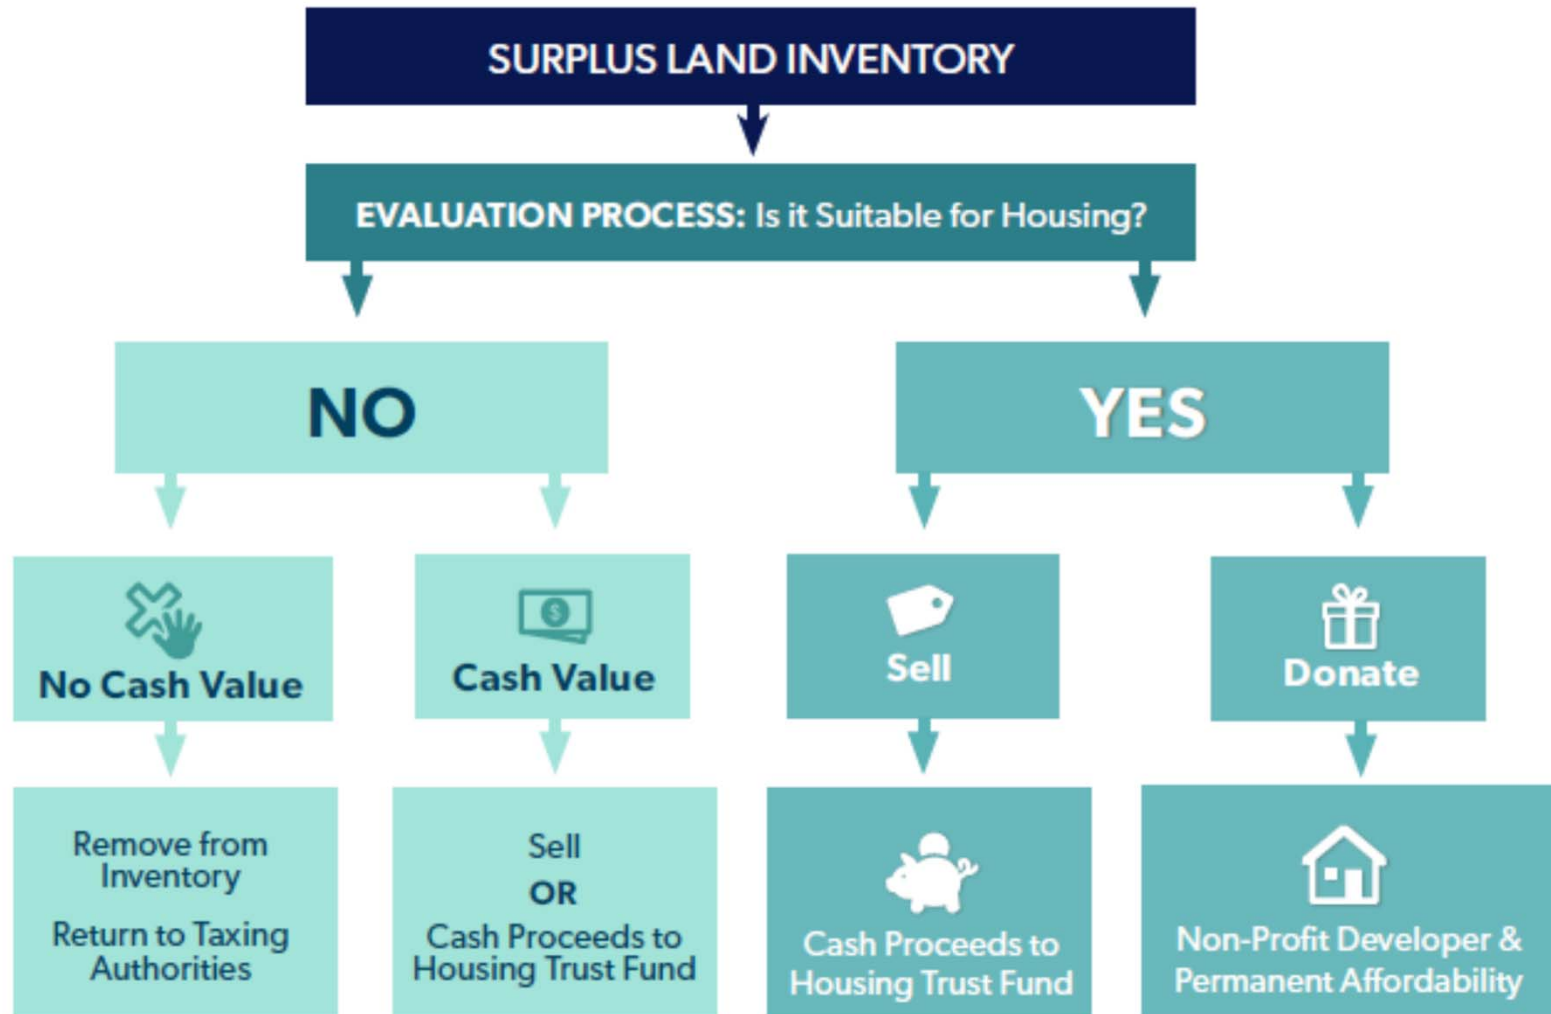 SURPLUS LAND INVENTORY
EVALUATION PROCESS: Is it Suitable for Housing?
NO
YES
No Cash Value
Cash Value
Sell
Donate
Remove from
Inventory
Return to Taxing
Authorities
Sell
OR
Cash Proceeds to
Housing Trust Fund
Cash Proceeds to
Housing Trust Fund
Non-Profit Developer &
Permanent Affordability